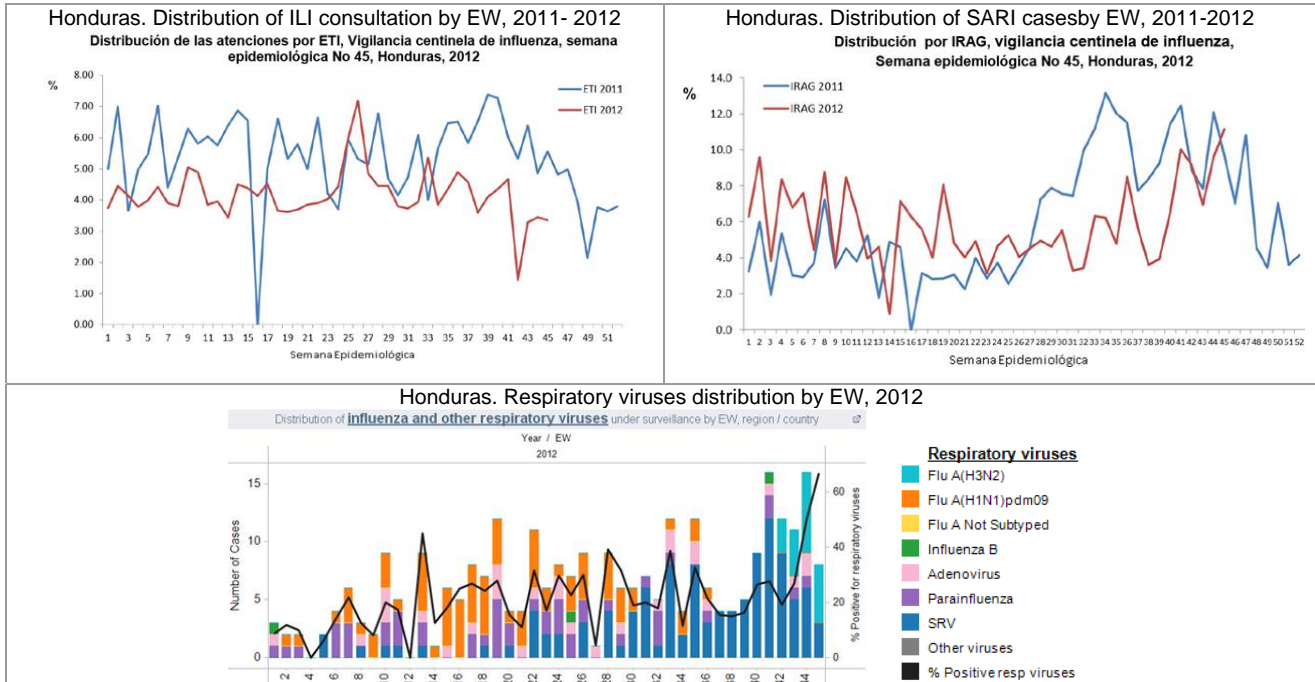 Honduras. Distribution of ILI consultation by EW, 2011- 2012
Distribución de las atenciones por ETI, Vigilancia centinela de influenza, semana
epidemiológica No 45, Honduras, 2012
%
8.00
7.00
6.00
5.00
4.00
3.00
2.00
1.00
0.00
ETI 2011
ETI 2012
1 3 5 7 9 11 13 15 17 19 21 23 25 27 29 31 33 35 37 39 41 43 45 47 49 51
Semana Epidemiológica
Honduras. Distribution of SARI casesby EW, 2011-2012
Distribución por IRAG, vigilancia centinela de influenza,
Semana epidemiológica No 45, Honduras, 2012
%
14.0
12.0
10.0
8.0
6.0
4.0
2.0
0.0
IRAG 2011
IRAG 2012
1 2 3 4 5 6 7 8 9 10 11 12 13 14 15 16 17 18 19 20 21 22 23 24 25 26 27 28 29 30 31 32 33 34 35 36 37 38 39 40 41 42 43 44 45 46 47 48 49 50 51 52
Semana Epidemiológica
Honduras. Respiratory viruses distribution by EW, 2012
Distribution of influenza and other respiratory viruses under surveillance by EW, region / country
Year / EW
2012
Number of Cases
15
10
5
0
60
40
20
0
% Positive for respiratory viruses
2 4 6 8
Respiratory viruses
Flu A(H3N2)
Flu A(H1N1)pdm09
Flu A Not Subtyped
Influenza B
Adenovirus
Parainfluenza
SRV
Other viruses
% Positive resp viruses